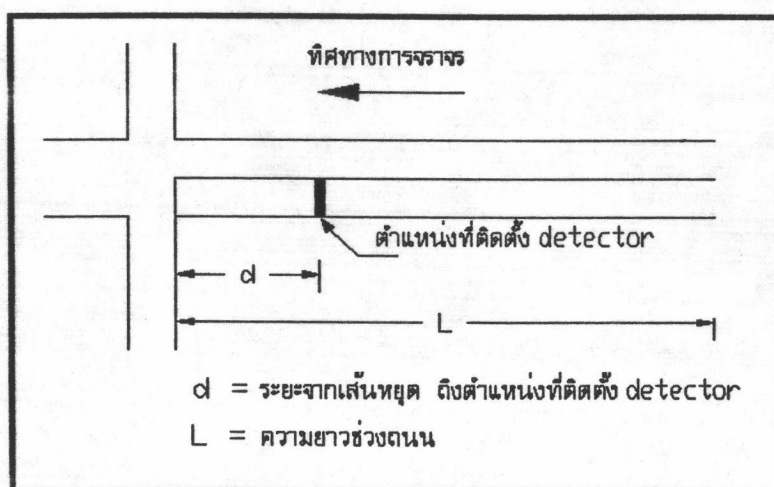 ทิศทางการจราจร
ตำแหน่งที่ติดตั้ง detector
d
L
d = ระยะจากเส้นหยุด ถึงตำแหน่งที่ติดตั้ง detector
L = ความยาวช่วงถนน